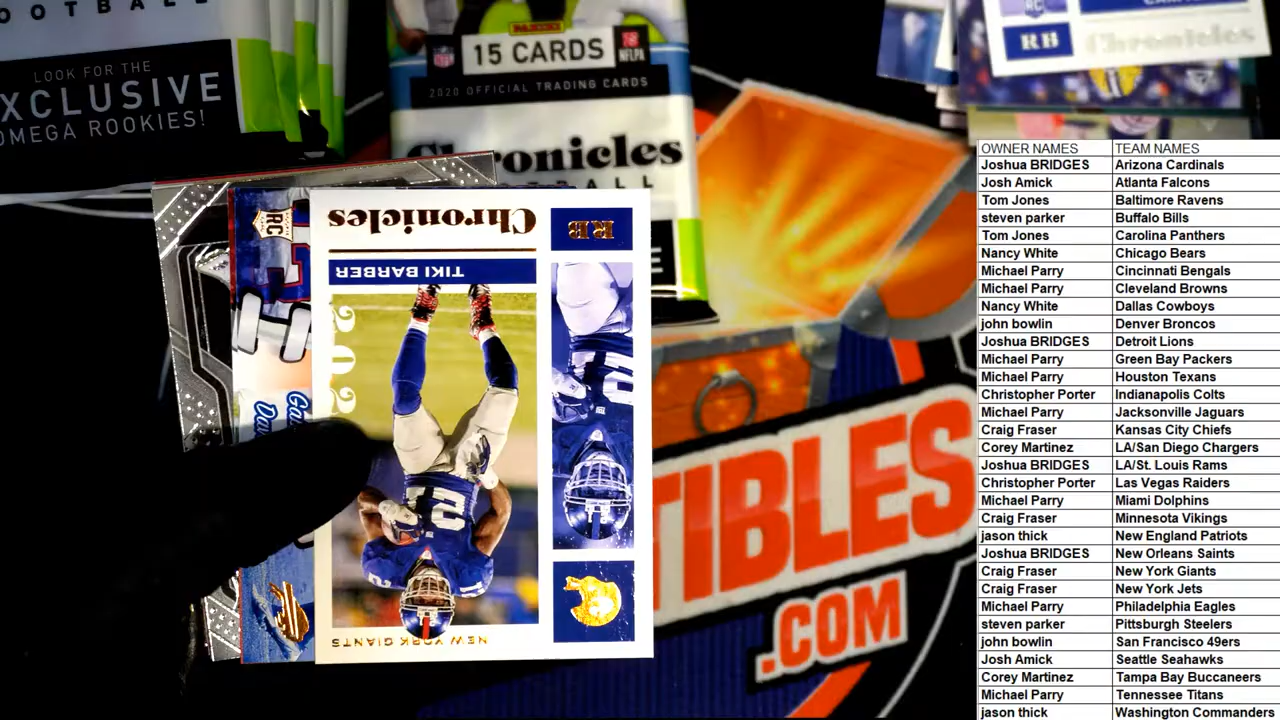 OOTBALL
LOOK FOR THE
XCLUSIVE
OMEGA ROOKIES!
PANINI
NFL
15 CARDS
NFLPA
2020 OFFICIAL TRADING CARDS
Chronicles
RC
RB
Chronicles
RC
Chronicles
RB
TIKI BARBER
202
21
21
NEW YORK GIANTS
TIBLES
.COM
OWNER NAMES TEAM NAMES
Joshua BRIDGES Arizona Cardinals
Josh Amick Atlanta Falcons
Tom Jones Baltimore Ravens
steven parker Buffalo Bills
Tom Jones Carolina Panthers
Nancy White Chicago Bears
Michael Parry Cincinnati Bengals
Michael Parry Cleveland Browns
Nancy White Dallas Cowboys
john bowlin Denver Broncos
Joshua BRIDGES Detroit Lions
Michael Parry Green Bay Packers
Michael Parry Houston Texans
Christopher Porter Indianapolis Colts
Michael Parry Jacksonville Jaguars
Craig Fraser Kansas City Chiefs
Corey Martinez LA/San Diego Chargers
Joshua BRIDGES LA/St. Louis Rams
Christopher Porter Las Vegas Raiders
Michael Parry Miami Dolphins
Craig Fraser Minnesota Vikings
jason thick New England Patriots
Joshua BRIDGES New Orleans Saints
Craig Fraser New York Giants
Craig Fraser New York Jets
Michael Parry Philadelphia Eagles
steven parker Pittsburgh Steelers
john bowlin San Francisco 49ers
Josh Amick Seattle Seahawks
Corey Martinez Tampa Bay Buccaneers
Michael Parry Tennessee Titans
jason thick Washington Commanders